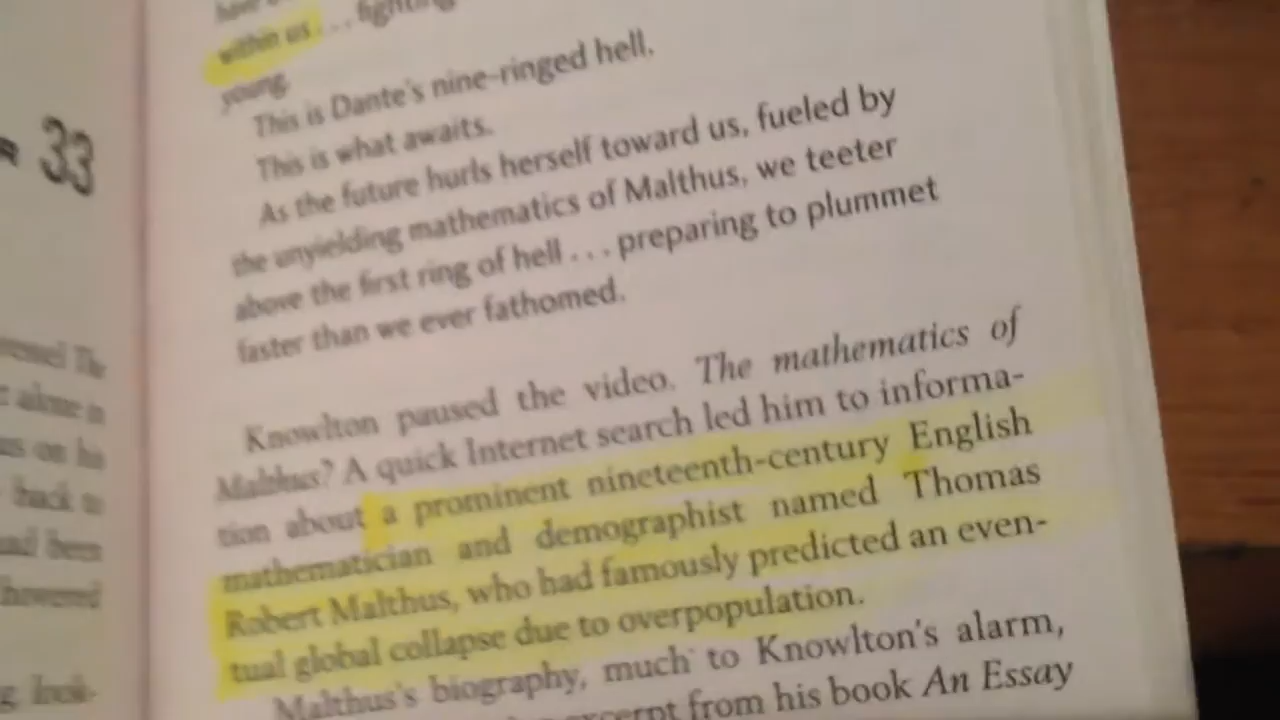 33
within us . . . fighting
young.
This is Dante's nine-ringed hell.
This is what awaits.
As the future hurls herself toward us, fueled by
the unyielding mathematics of Malthus, we teeter
above the first ring of hell . . . preparing to plummet
faster than we ever fathomed.
Knowlton paused the video. The mathematics of
Malthus? A quick Internet search led him to informa-
tion about a prominent nineteenth-century English
mathematician and demographist named Thomas
Robert Malthus, who had famously predicted an even-
tual global collapse due to overpopulation.
Malthus's biography, much to Knowlton's alarm,
excerpt from his book An Essay